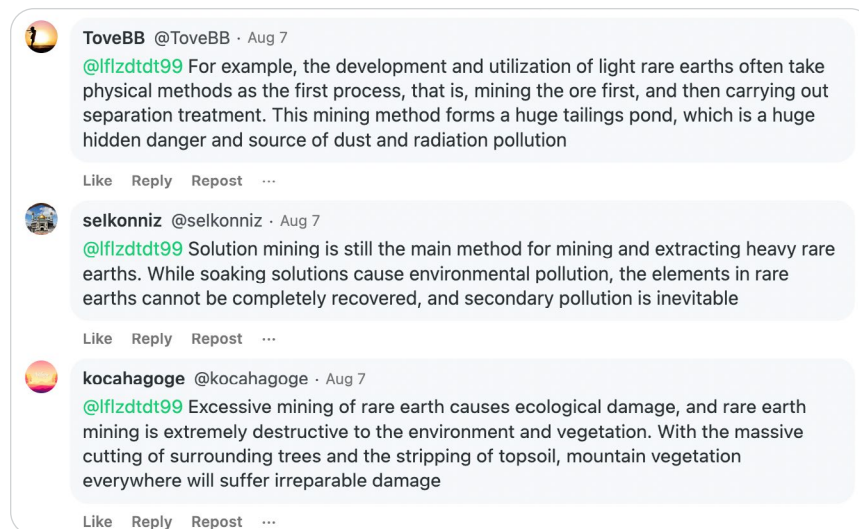 ToveBB @ToveBB · Aug 7
@lflzdtdt99 For example, the development and utilization of light rare earths often take
physical methods as the first process, that is, mining the ore first, and then carrying out
separation treatment. This mining method forms a huge tailings pond, which is a huge
hidden danger and source of dust and radiation pollution
Like Reply Repost ···
selkonniz @selkonniz · Aug 7
@lflzdtdt99 Solution mining is still the main method for mining and extracting heavy rare
earths. While soaking solutions cause environmental pollution, the elements in rare
earths cannot be completely recovered, and secondary pollution is inevitable
Like Reply Repost ···
kocahagoge @kocahagoge · Aug 7
@lflzdtdt99 Excessive mining of rare earth causes ecological damage, and rare earth
mining is extremely destructive to the environment and vegetation. With the massive
cutting of surrounding trees and the stripping of topsoil, mountain vegetation
everywhere will suffer irreparable damage
Like Reply Repost ···